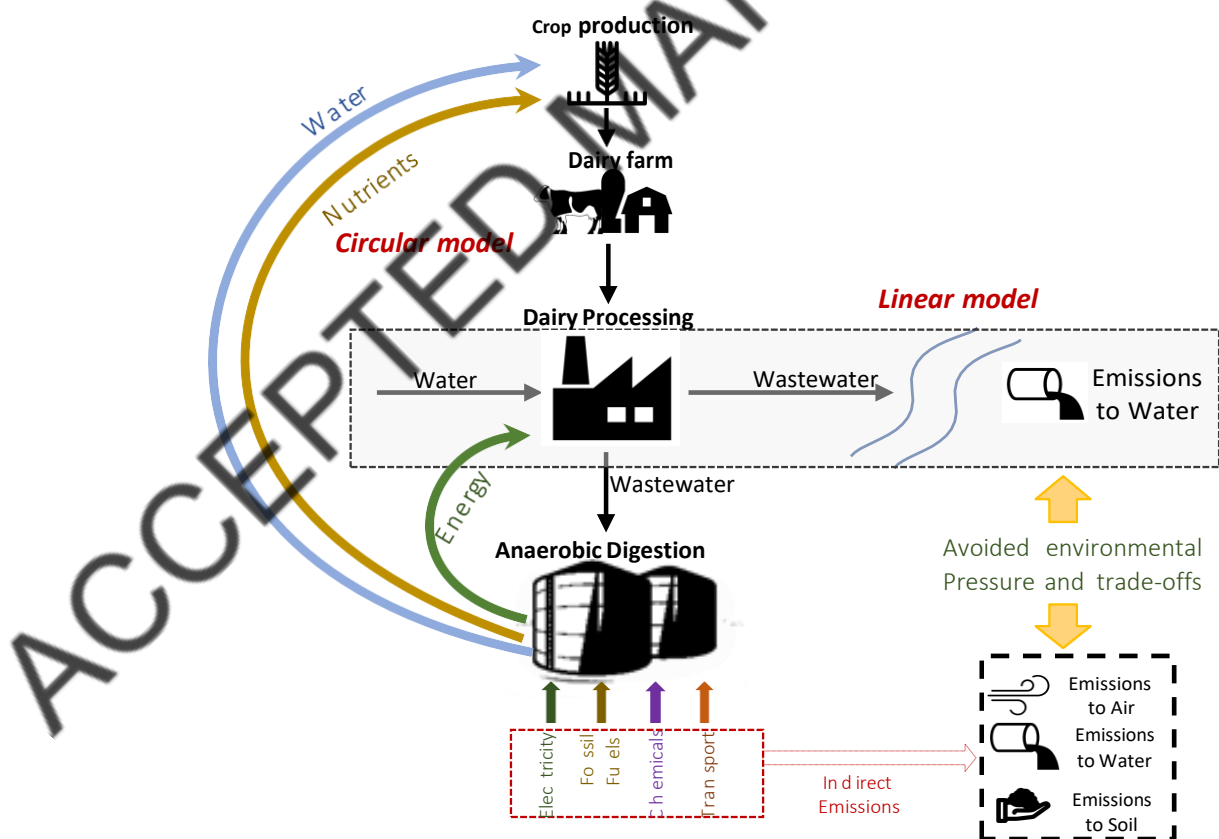 Crop production
Water
Nutrients
Dairy farm
Circular model
Linear model
Dairy Processing
Water
Wastewater
Emissions
to Water
Energy
Wastewater
Anaerobic Digestion
Avoided environmental
Pressure and trade-offs
Electricity
Fossil
Fuels
Chemicals
Transport
Indirect
Emissions
Emissions
to Air
Emissions
to Water
Emissions
to Soil
ACCEPTED MA